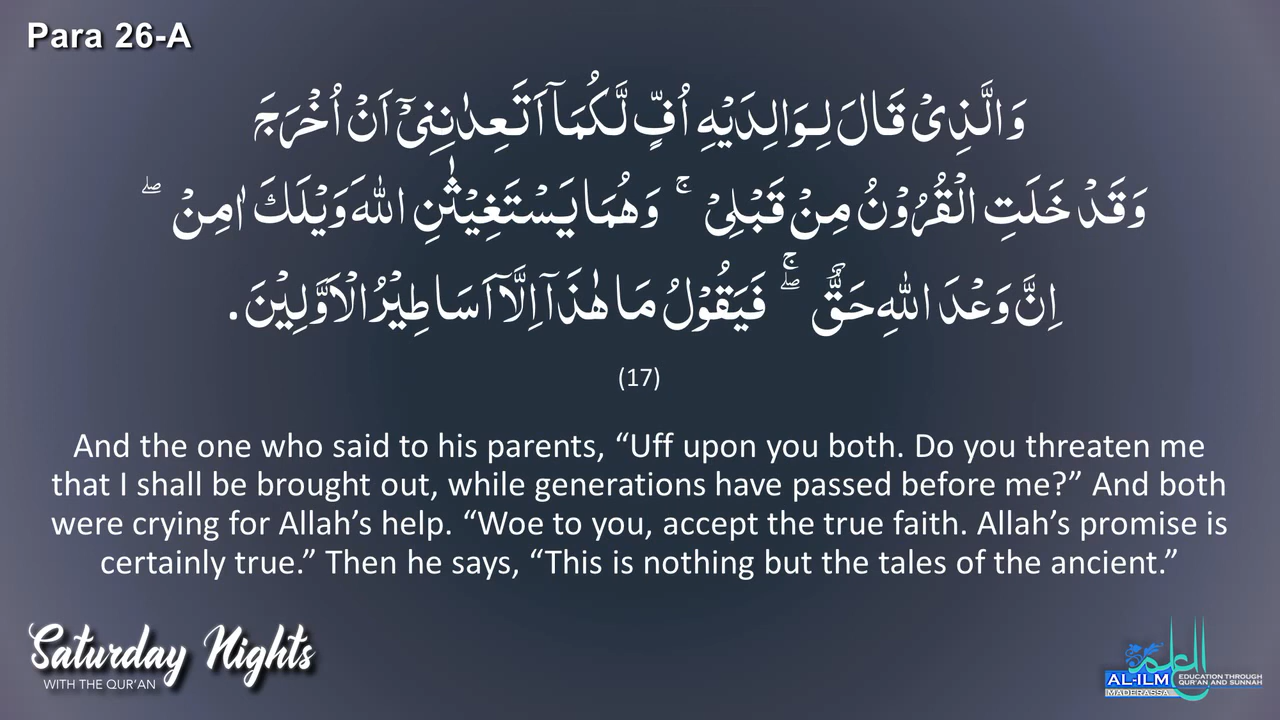 Para 26-A
وَالَّذِیْ قَالَ لِوَالِدَیْهِ اُفٍّ لَّكُمَاۤ اَتَعِدٰنِنِیْۤ اَنْ اُخْرَجَ
وَقَدْ خَلَتِ الْقُرُوْنُ مِنْ قَبْلِیْ ۚ وَهُمَا یَسْتَغِیْثٰنِ اللّٰهَ وَیْلَكَ اٰمِنْ ۖ
اِنَّ وَعْدَ اللّٰهِ حَقٌّ ۖۚ فَیَقُوْلُ مَا هٰذَاۤ اِلَّاۤ اَسَاطِیْرُ الْاَوَّلِیْنَ.
(17)
And the one who said to his parents, “Uff upon you both. Do you threaten me
that I shall be brought out, while generations have passed before me?” And both
were crying for Allah’s help. “Woe to you, accept the true faith. Allah’s promise is
certainly true.” Then he says, “This is nothing but the tales of the ancient.”
Saturday Nights
WITH THE QUR'AN
العلم
AL-ILM
MADERASSA
EDUCATION THROUGH
QUR'AN AND SUNNAH